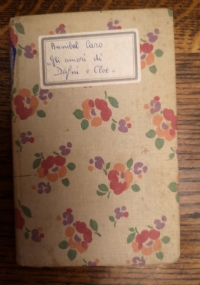 Annibal Caro
Gli amori di
Dafni e Cloe -